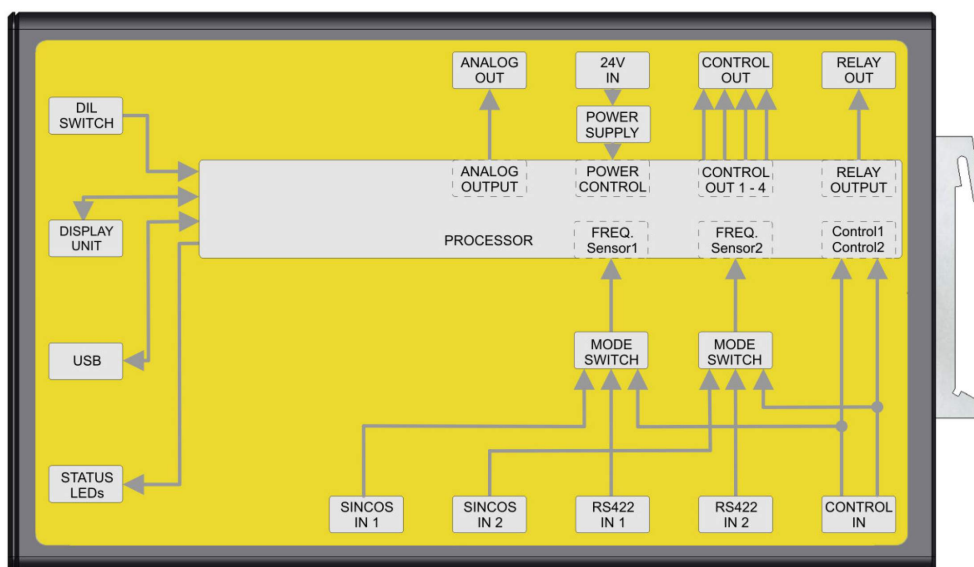 ANALOG
OUT
24V
IN
CONTROL
OUT
RELAY
OUT
DIL
SWITCH
POWER
SUPPLY
ANALOG
OUTPUT
POWER
CONTROL
CONTROL
OUT 1 - 4
RELAY
OUTPUT
DISPLAY
UNIT
PROCESSOR
FREQ.
Sensor1
FREQ.
Sensor2
Control1
Control2
USB
MODE
SWITCH
MODE
SWITCH
STATUS
LEDs
SINCOS
IN 1
SINCOS
IN 2
RS422
IN 1
RS422
IN 2
CONTROL
IN